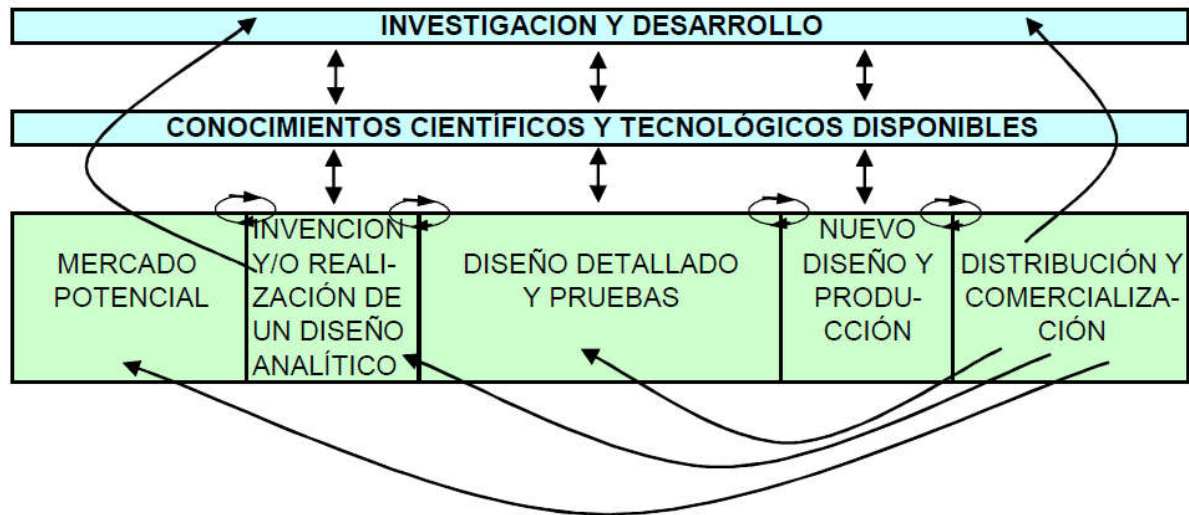 INVESTIGACION Y DESARROLLO
CONOCIMIENTOS CIENTÍFICOS Y TECNOLÓGICOS DISPONIBLES
MERCADO
POTENCIAL
INVENCION
Y/O REALI-
ZACIÓN DE
UN DISEÑO
ANALÍTICO
DISEÑO DETALLADO
Y PRUEBAS
NUEVO
DISEÑO Y
PRODU-
CCIÓN
DISTRIBUCIÓN Y
COMERCIALIZA-
CIÓN